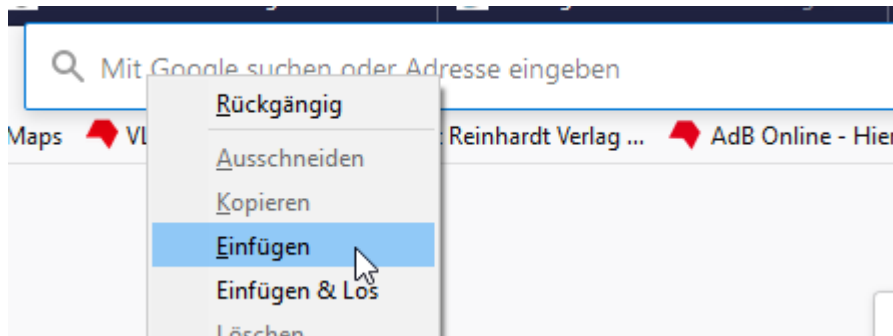 Mit Google suchen oder Adresse eingeben
Rückgängig
Maps VL Reinhardt Verlag ... AdB Online - Hier
Ausschneiden
Kopieren
Einfügen
Einfügen & Los
Löschen